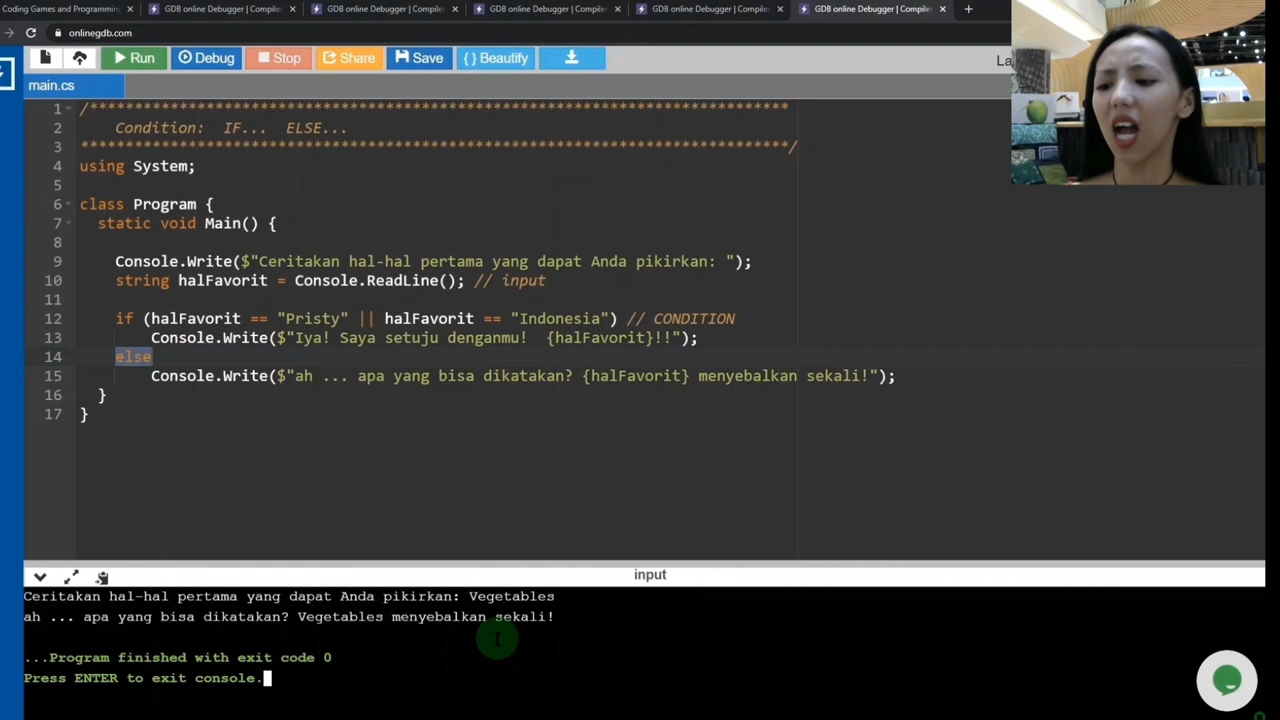 Coding Games and Programming
GDB online Debugger | Compiler
GDB online Debugger | Compiler
GDB online Debugger | Compiler
GDB online Debugger | Compiler
GDB online Debugger | Compiler
onlinegdb.com
Run Debug Stop Share Save { } Beautify
La
main.cs
1 /******************************************************************************
2 Condition: IF... ELSE...
3 *******************************************************************************/
4 using System;
5
6 class Program {
7 static void Main() {
8
9 Console.Write($"Ceritakan hal-hal pertama yang dapat Anda pikirkan: ");
10 string halFavorit = Console.ReadLine(); // input
11
12 if (halFavorit == "Pristy" || halFavorit == "Indonesia") // CONDITION
13 Console.Write($"Iya! Saya setuju denganmu! {halFavorit}!!");
14 else
15 Console.Write($"ah ... apa yang bisa dikatakan? {halFavorit} menyebalkan sekali!");
16 }
17 }
input
Ceritakan hal-hal pertama yang dapat Anda pikirkan: Vegetables
ah ... apa yang bisa dikatakan? Vegetables menyebalkan sekali!
...Program finished with exit code 0
Press ENTER to exit console.